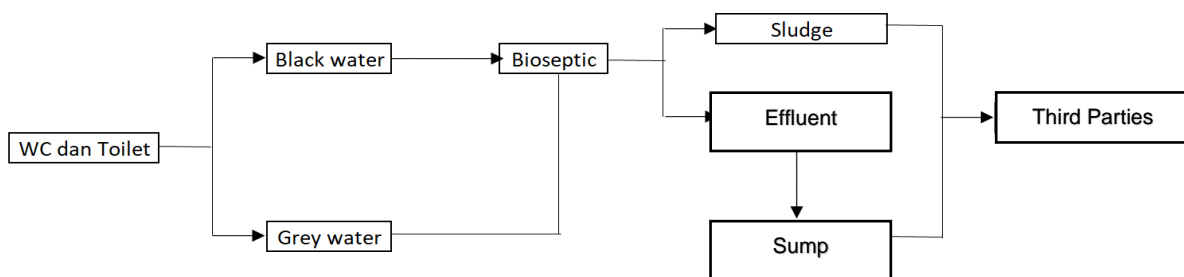 Sludge
Black water
Bioseptic
Effluent
Third Parties
WC dan Toilet
Grey water
Sump